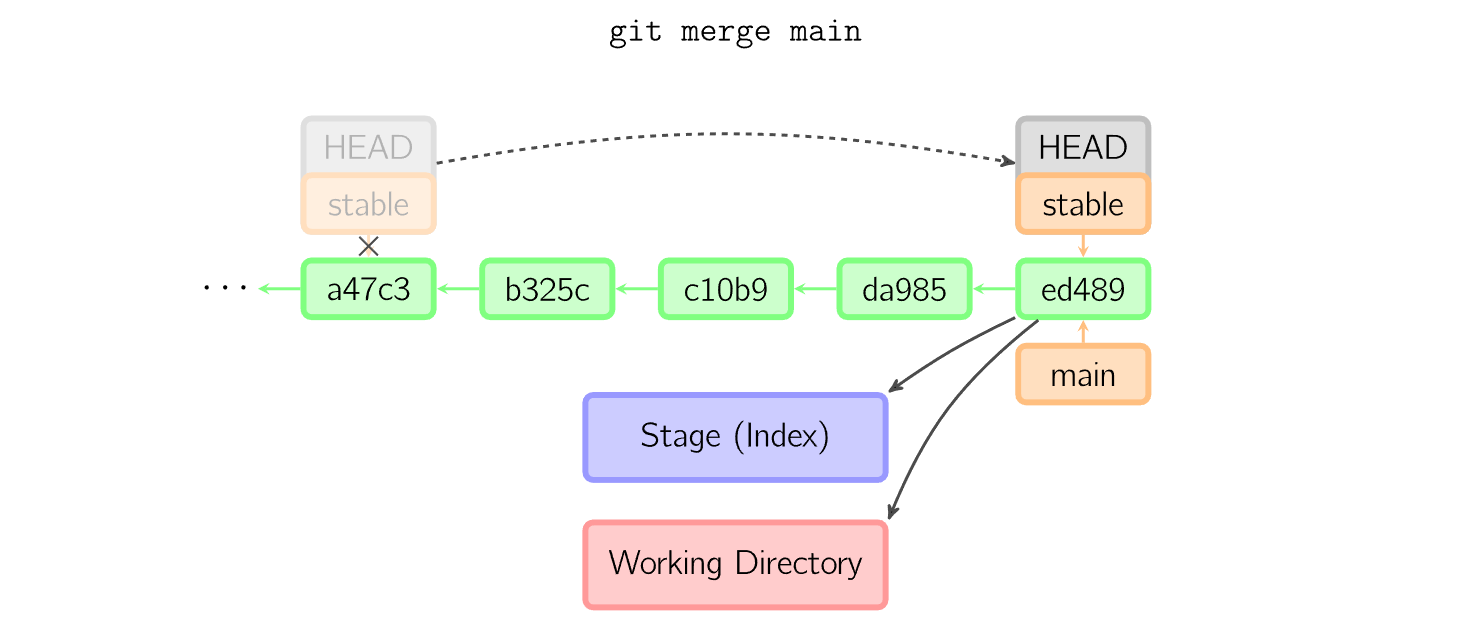 git merge main
HEAD HEAD
stable stable
... a47c3 b325c c10b9 da985 ed489
main
Stage (Index)
Working Directory